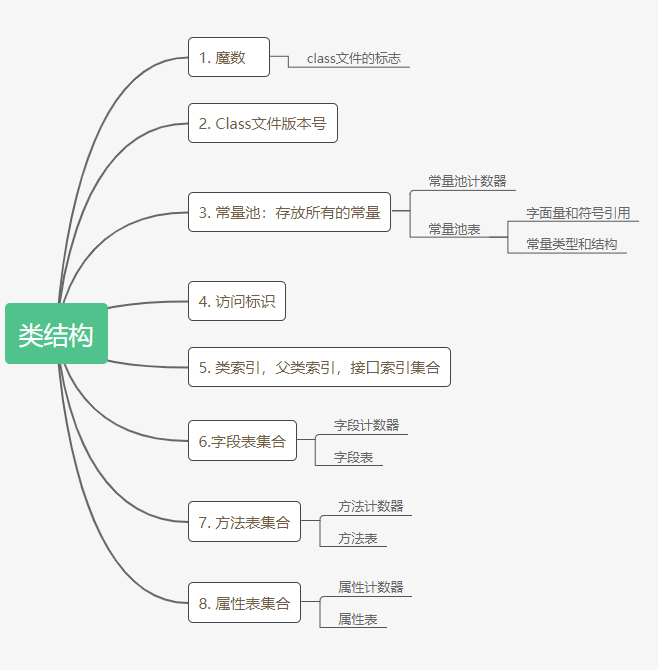 1. 魔数
class文件的标志
2. Class文件版本号
3. 常量池：存放所有的常量
常量池计数器
常量池表
字面量和符号引用
常量类型和结构
4. 访问标识
类结构
5. 类索引，父类索引，接口索引集合
6.字段表集合
字段计数器
字段表
7. 方法表集合
方法计数器
方法表
8. 属性表集合
属性计数器
属性表